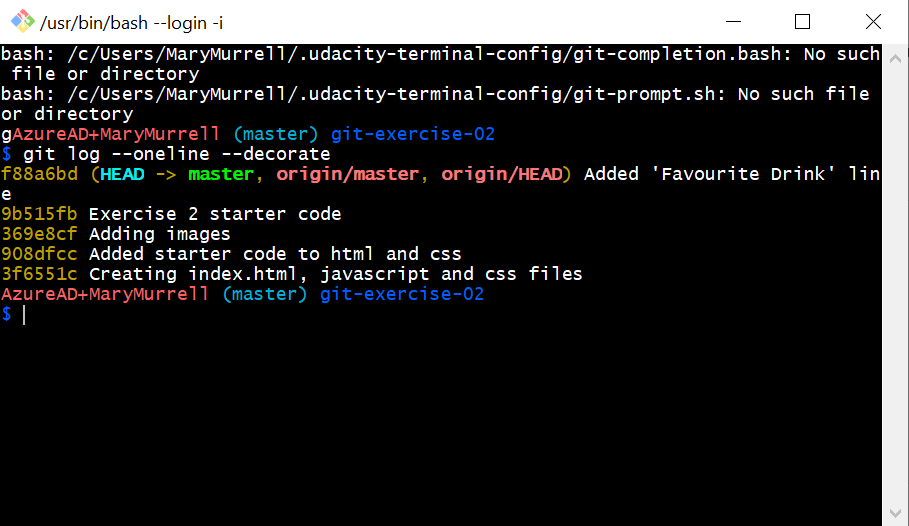 /usr/bin/bash --login -i
bash: /c/Users/MaryMurrell/.udacity-terminal-config/git-completion.bash: No such
 file or directory
bash: /c/Users/MaryMurrell/.udacity-terminal-config/git-prompt.sh: No such file
or directory
gAzureAD+MaryMurrell (master) git-exercise-02
$ git log --oneline --decorate
f88a6bd (HEAD -> master, origin/master, origin/HEAD) Added 'Favourite Drink' lin
e
9b515fb Exercise 2 starter code
369e8cf Adding images
908dfcc Added starter code to html and css
3f6551c Creating index.html, javascript and css files
AzureAD+MaryMurrell (master) git-exercise-02
$